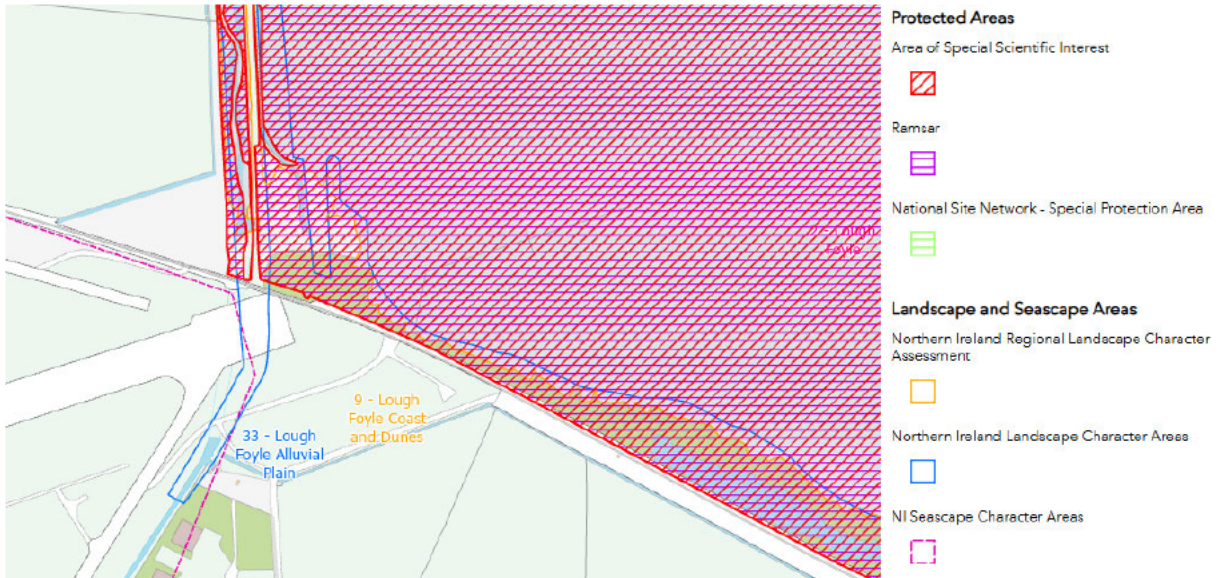 2 - Lough
Foyle
9 - Lough
Foyle Coast
and Dunes
33 - Lough
Foyle Alluvial
Plain
Protected Areas
Area of Special Scientific Interest
Ramsar
National Site Network - Special Protection Area
Landscape and Seascape Areas
Northern Ireland Regional Landscape Character
Assessment
Northern Ireland Landscape Character Areas
NI Seascape Character Areas